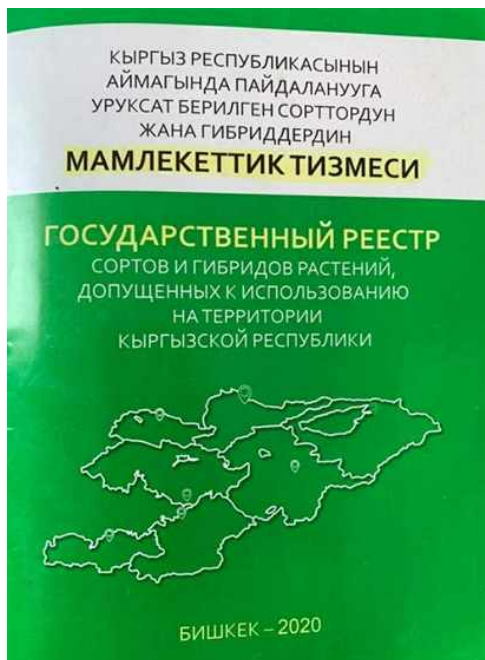 КЫРГЫЗ РЕСПУБЛИКАСЫНЫН
АЙМАГЫНДА ПАЙДАЛАНУУГА
УРУКСАТ БЕРИЛГЕН СОРТТОРДУН
ЖАНА ГИБРИДДЕРДИН
МАМЛЕКЕТТИК ТИЗМЕСИ
ГОСУДАРСТВЕННЫЙ РЕЕСТР
СОРТОВ И ГИБРИДОВ РАСТЕНИЙ,
ДОПУЩЕННЫХ К ИСПОЛЬЗОВАНИЮ
НА ТЕРРИТОРИИ
КЫРГЫЗСКОЙ РЕСПУБЛИКИ
БИШКЕК – 2020